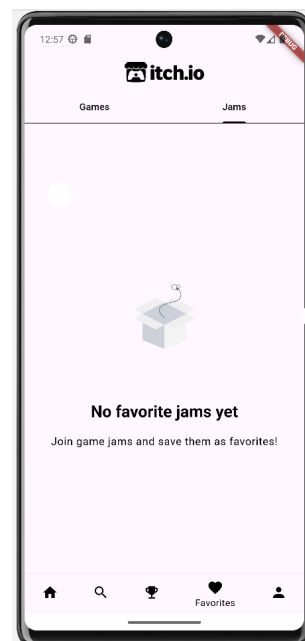 12:57
DEBUG
itch.io
Games Jams
No favorite jams yet
Join game jams and save them as favorites!
Favorites